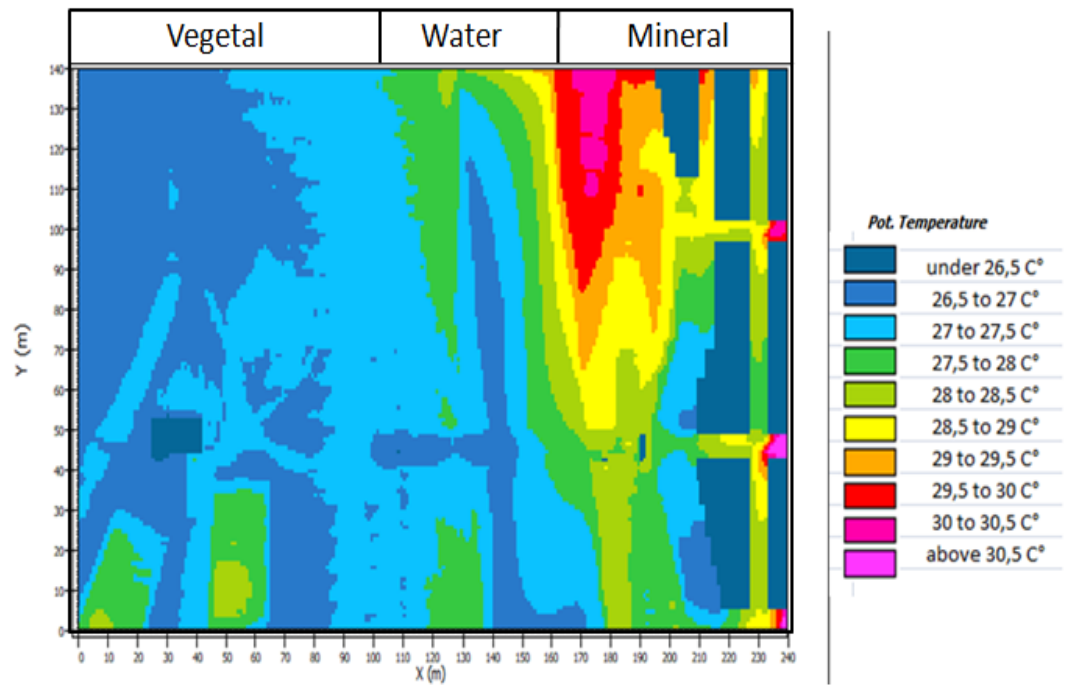 Vegetal Water Mineral
140
130
120
110
100
90
80
70
60
50
40
30
20
10
0
Y (m)
0 10 20 30 40 50 60 70 80 90 100 110 120 130 140 150 160 170 180 190 200 210 220 230 240
X (m)
Pot. Temperature
under 26,5 C°
26,5 to 27 C°
27 to 27,5 C°
27,5 to 28 C°
28 to 28,5 C°
28,5 to 29 C°
29 to 29,5 C°
29,5 to 30 C°
30 to 30,5 C°
above 30,5 C°